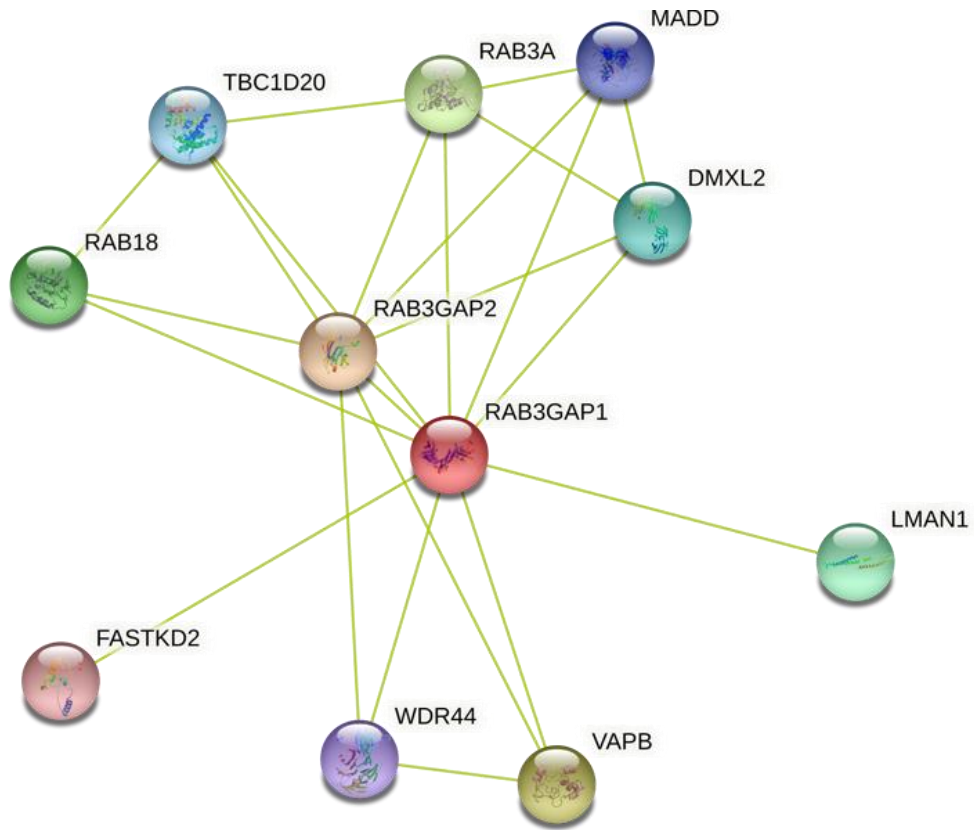 MADD
RAB3A
TBC1D20
DMXL2
RAB18
RAB3GAP2
RAB3GAP1
LMAN1
FASTKD2
WDR44
VAPB